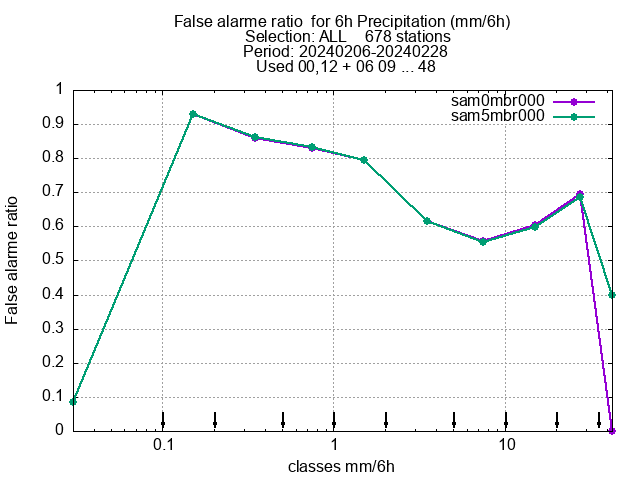 False alarme ratio  for 6h Precipitation (mm/6h)
Selection: ALL    678 stations
Period: 20240206-20240228
Used 00,12 + 06 09 ... 48
sam0mbr000
sam5mbr000
1
0.9
0.8
0.7
0.6
0.5
0.4
0.3
0.2
0.1
0
False alarme ratio
0.1
1
10
classes mm/6h